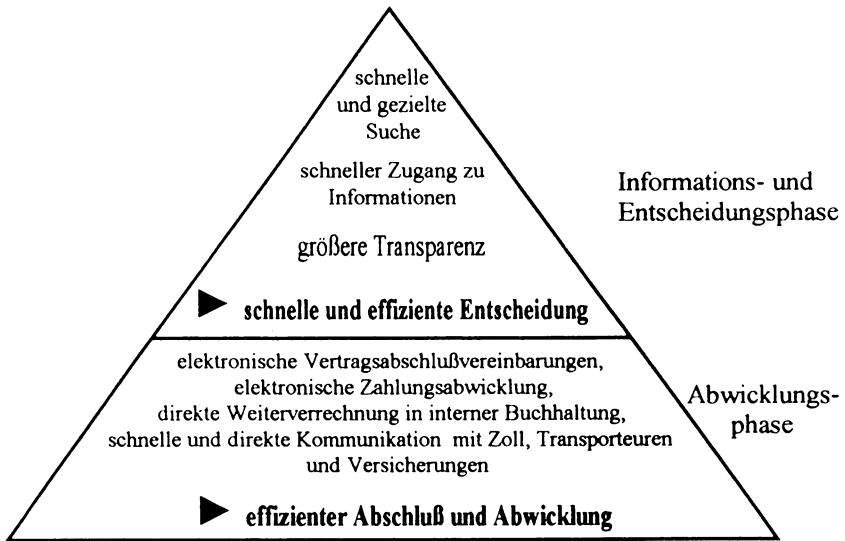 schnelle
und gezielte
Suche
schneller Zugang zu
Informationen
größere Transparenz
schnelle und effiziente Entscheidung
Informations- und
Entscheidungsphase
elektronische Vertragsabschlußvereinbarungen,
elektronische Zahlungsabwicklung,
direkte Weiterverrechnung in interner Buchhaltung,
schnelle und direkte Kommunikation mit Zoll, Transporteuren
und Versicherungen
effizienter Abschluß und Abwicklung
Abwicklungs-
phase